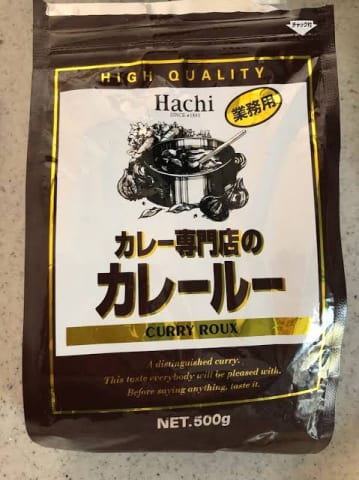 チャック付
HIGH QUALITY
Hachi
SINCE 1845
業務用
カレー専門店の
カレールー
CURRY ROUX
A distinguished curry.
This taste everybody will be pleased with.
Before saying anything, taste it.
NET.500g